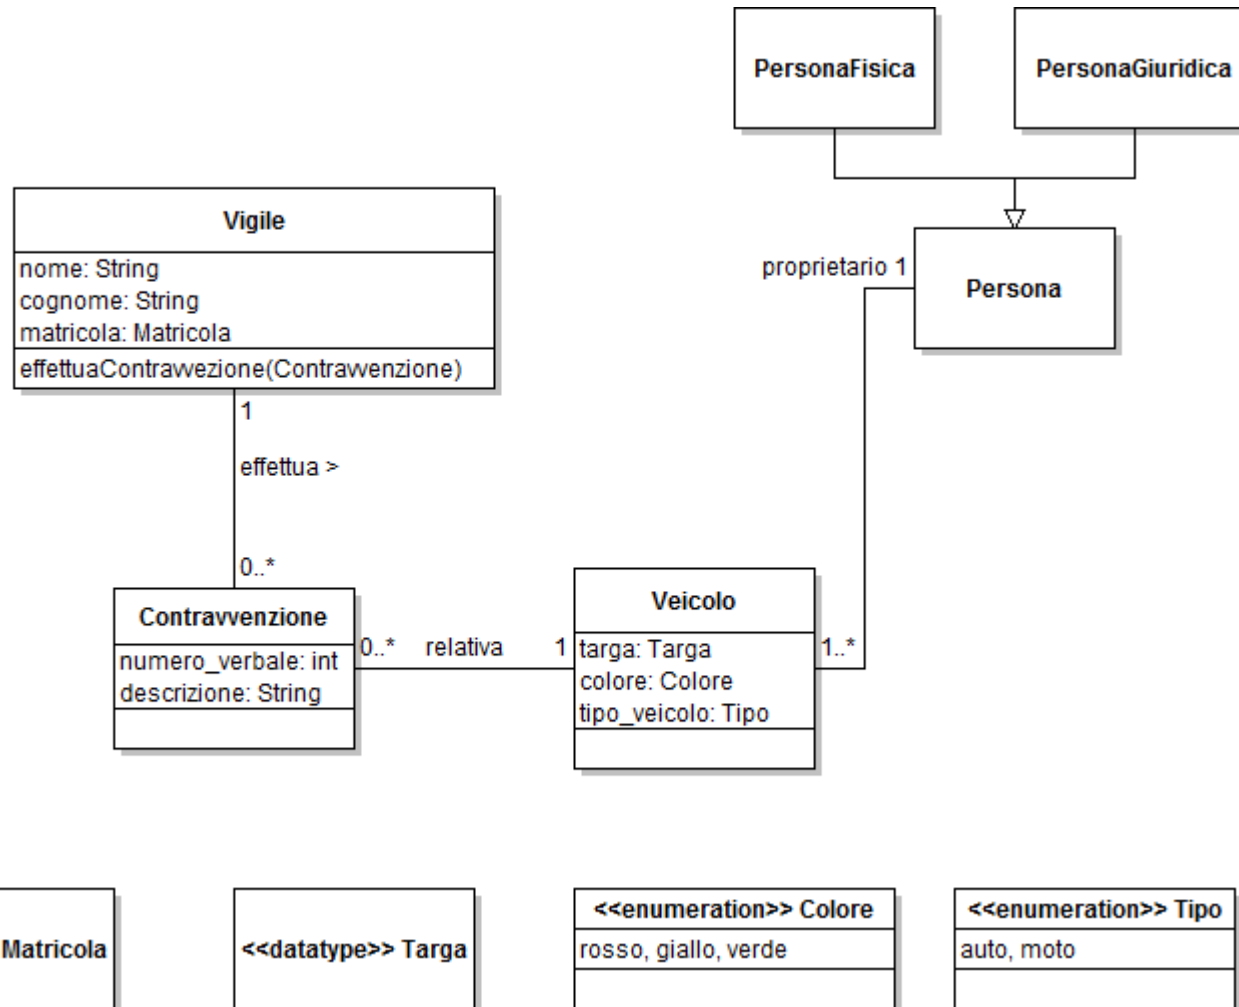 PersonaFisica
PersonaGiuridica
Vigile
nome: String
cognome: String
matricola: Matricola
effettuaContravvezione(Contravvenzione)
Persona
proprietario 1
1
effettua >
0..*
Contravvenzione
numero_verbale: int
descrizione: String
0..* relativa 1
Veicolo
targa: Targa
colore: Colore
tipo_veicolo: Tipo
1..*
Matricola
<<datatype>> Targa
<<enumeration>> Colore
rosso, giallo, verde
<<enumeration>> Tipo
auto, moto